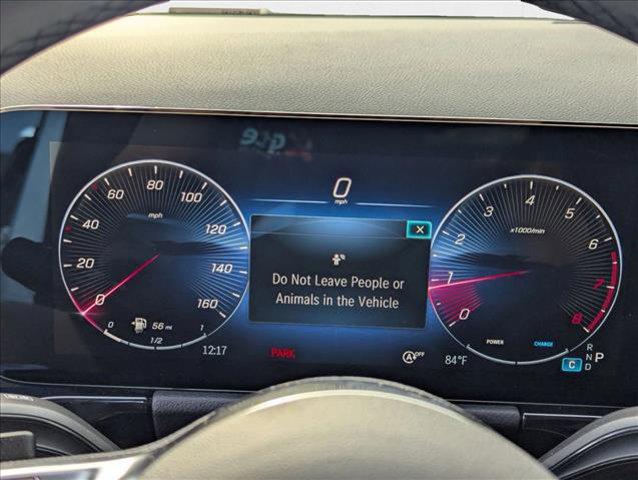 0
mph
60 80 100
40 mph 120
20 140
0 160
0 1/2 1
56 mi
12:17
PARK
×
Do Not Leave People or
Animals in the Vehicle
3 4 5
2 x1000/min 6
1 7
0 8
POWER CHARGE
A OFF
84°F
C
R
N P
D